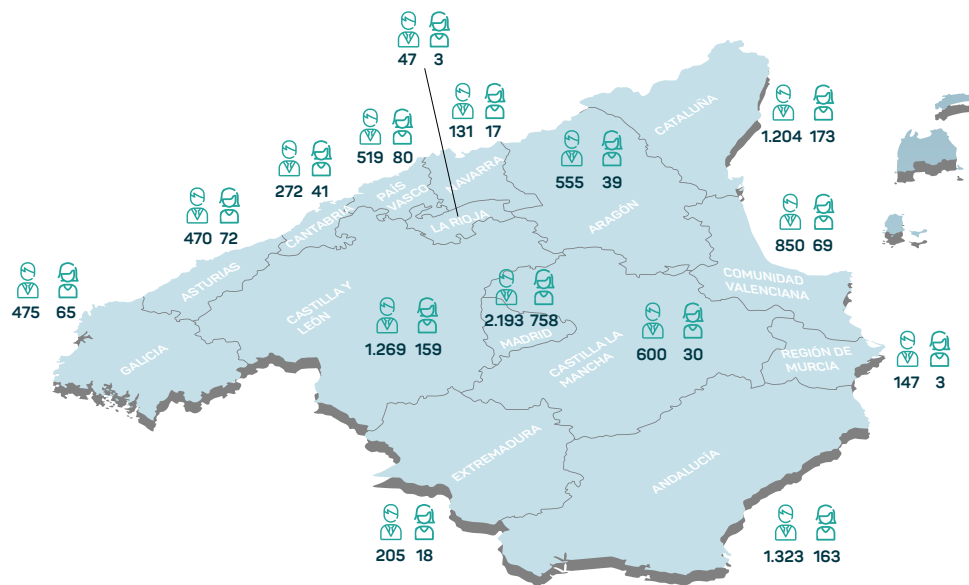 47 3
131 17
519 80
272 41
470 72
475 65
555 39
1.204 173
850 69
1.269 159
2.193 758
600 30
147 3
205 18
1.323 163
CATALUÑA
NAVARRA
PAÍS
VASCO
CANTABRIA
LA RIOJA
ARAGÓN
ASTURIAS
GALICIA
CASTILLA Y
LEÓN
MADRID
CASTILLA LA
MANCHA
COMUNIDAD
VALENCIANA
REGIÓN DE
MURCIA
EXTREMADURA
ANDALUCÍA